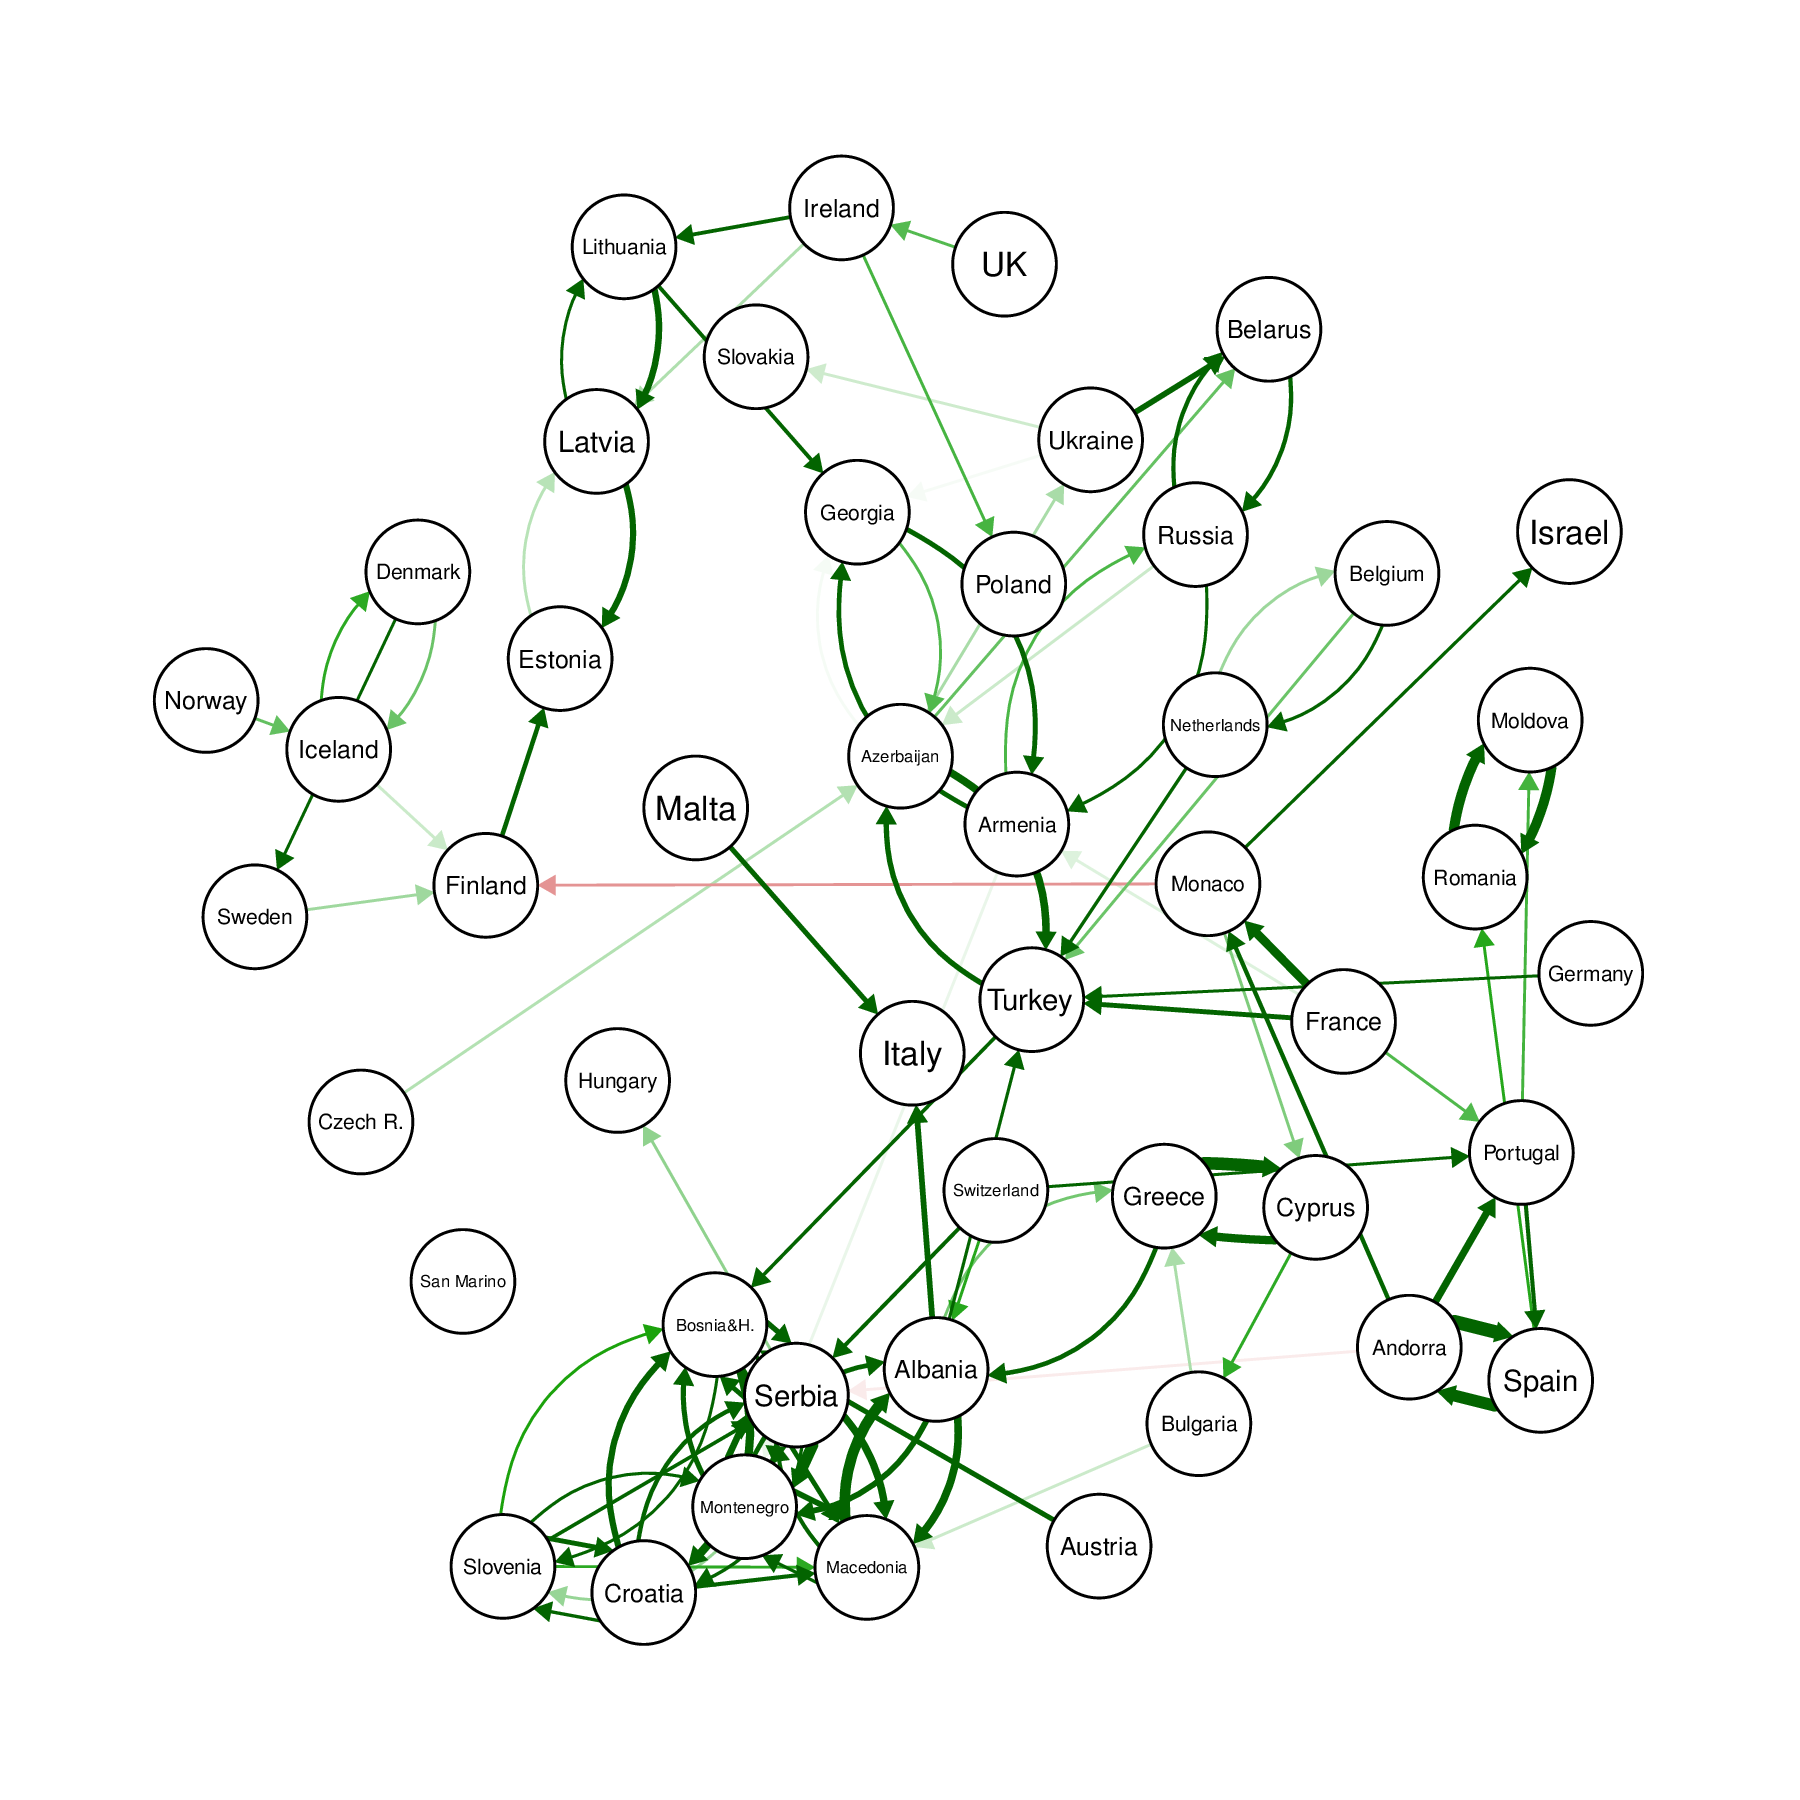 Ireland
Lithuania
UK
Belarus
Slovakia
Ukraine
Latvia
Georgia
Russia
Israel
Denmark
Poland
Belgium
Estonia
Norway
Iceland
Moldova
Netherlands
Azerbaijan
Malta
Armenia
Finland
Monaco
Romania
Sweden
Germany
Turkey
France
Italy
Hungary
Czech R.
Portugal
Switzerland
Greece
Cyprus
San Marino
Bosnia&H.
Andorra
Albania
Spain
Serbia
Bulgaria
Montenegro
Austria
Slovenia
Macedonia
Croatia